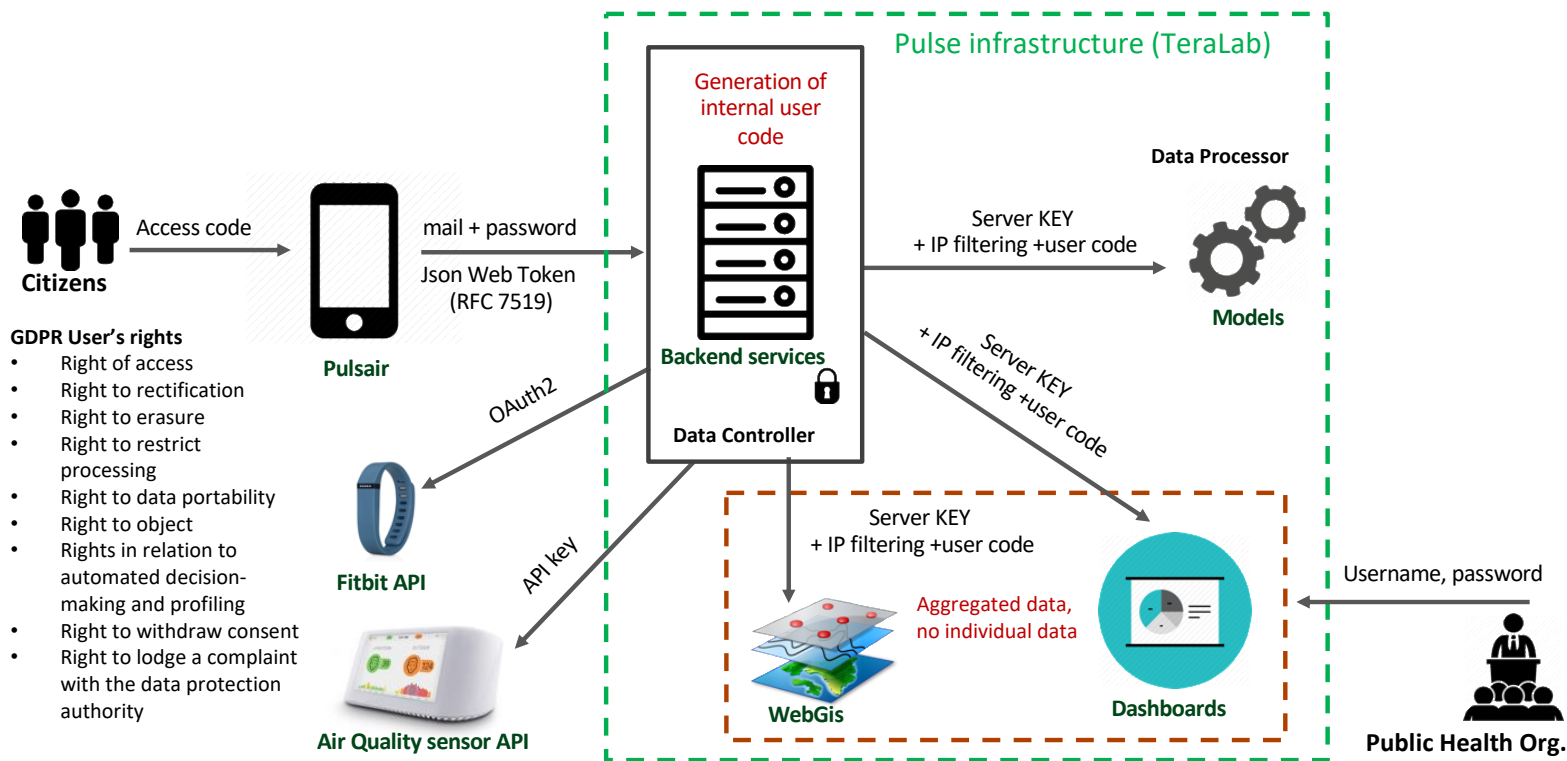 Pulse infrastructure (TeraLab)
Generation of
internal user
code
Data Processor
Access code
mail + password
Json Web Token
(RFC 7519)
Server KEY
+ IP filtering +user code
Citizens
Pulsair
Backend services
Models
GDPR User's rights
• Right of access
• Right to rectification
• Right to erasure
• Right to restrict
processing
• Right to data portability
• Right to object
• Rights in relation to
automated decision-
making and profiling
• Right to withdraw consent
• Right to lodge a complaint
with the data protection
authority
OAuth2
Server KEY
+ IP filtering +user code
Data Controller
Fitbit API
API key
Server KEY
+ IP filtering +user code
Aggregated data,
no individual data
Username, password
WebGis
Dashboards
Air Quality sensor API
Public Health Org.